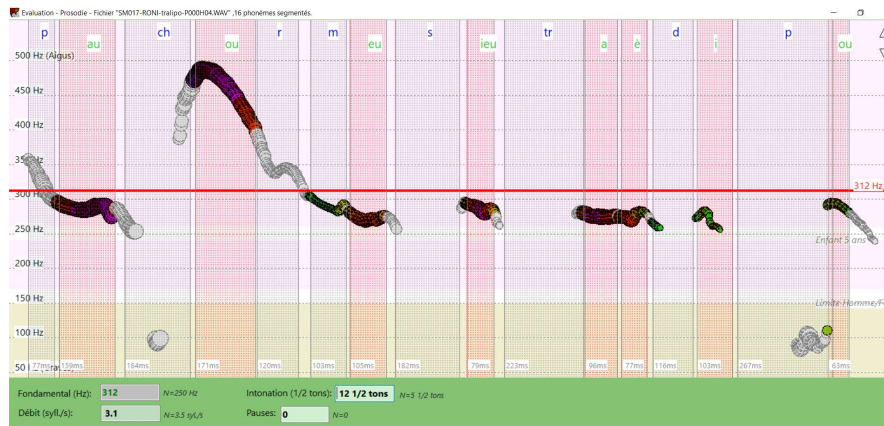 Evaluation - Prosodie - Fichier "SM017-RONI-tralipo-P000H04.WAV" ,16 phonèmes segmentés.
p au ch ou r m eu s ieu tr a è d i p ou
500 Hz (Aigus)
450 Hz
400 Hz
350 Hz
312 Hz
300 Hz
250 Hz
Enfant 5 ans
200 Hz
150 Hz
Limite Homme/F
100 Hz
50
77ms 159ms 164ms 171ms 120ms 103ms 105ms 182ms 79ms 223ms 96ms 77ms 116ms 103ms 267ms 63ms
Fondamental (Hz): 312 N=250 Hz Intonation (1/2 tons): 12 1/2 tons N=5 1/2 tons
Débit (syll./s): 3.1 N=3.5 syl./s Pauses: 0 N=0